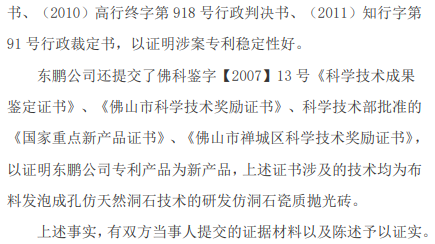 书、（2010）高行终字第 918 号行政判决书、（2011）知行字第
91 号行政裁定书，以证明涉案专利稳定性好。
东鹏公司还提交了佛科鉴字【2007】13 号《科学技术成果
鉴定证书》、《佛山市科学技术奖励证书》、科学技术部批准的
《国家重点新产品证书》、《佛山市禅城区科学技术奖励证书》，
以证明东鹏公司专利产品为新产品，上述证书涉及的技术均为布
料发泡成孔仿天然洞石技术的研发仿洞石瓷质抛光砖。
上述事实，有双方当事人提交的证据材料以及陈述予以证实。